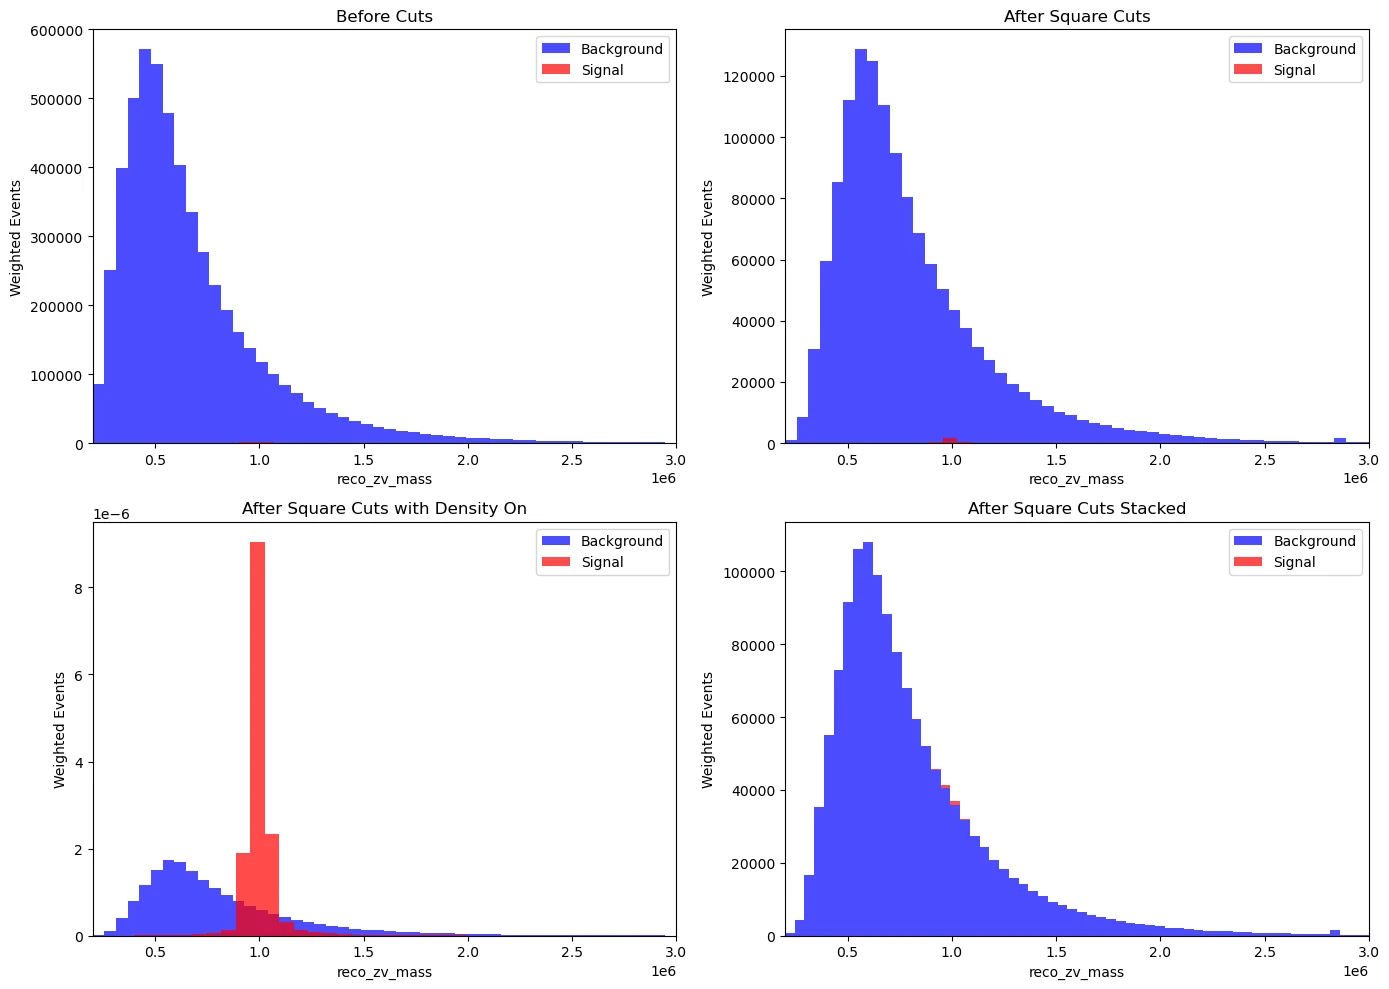 Before Cuts
600000
500000
400000
300000
200000
100000
0
Weighted Events
Background
Signal
0.5 1.0 1.5 2.0 2.5 3.0
1e6
reco_zv_mass
After Square Cuts
120000
100000
80000
60000
40000
20000
0
Weighted Events
Background
Signal
0.5 1.0 1.5 2.0 2.5 3.0
1e6
reco_zv_mass
After Square Cuts with Density On
1e−6
8
6
4
2
0
Weighted Events
Background
Signal
0.5 1.0 1.5 2.0 2.5 3.0
1e6
reco_zv_mass
After Square Cuts Stacked
100000
80000
60000
40000
20000
0
Weighted Events
Background
Signal
0.5 1.0 1.5 2.0 2.5 3.0
1e6
reco_zv_mass